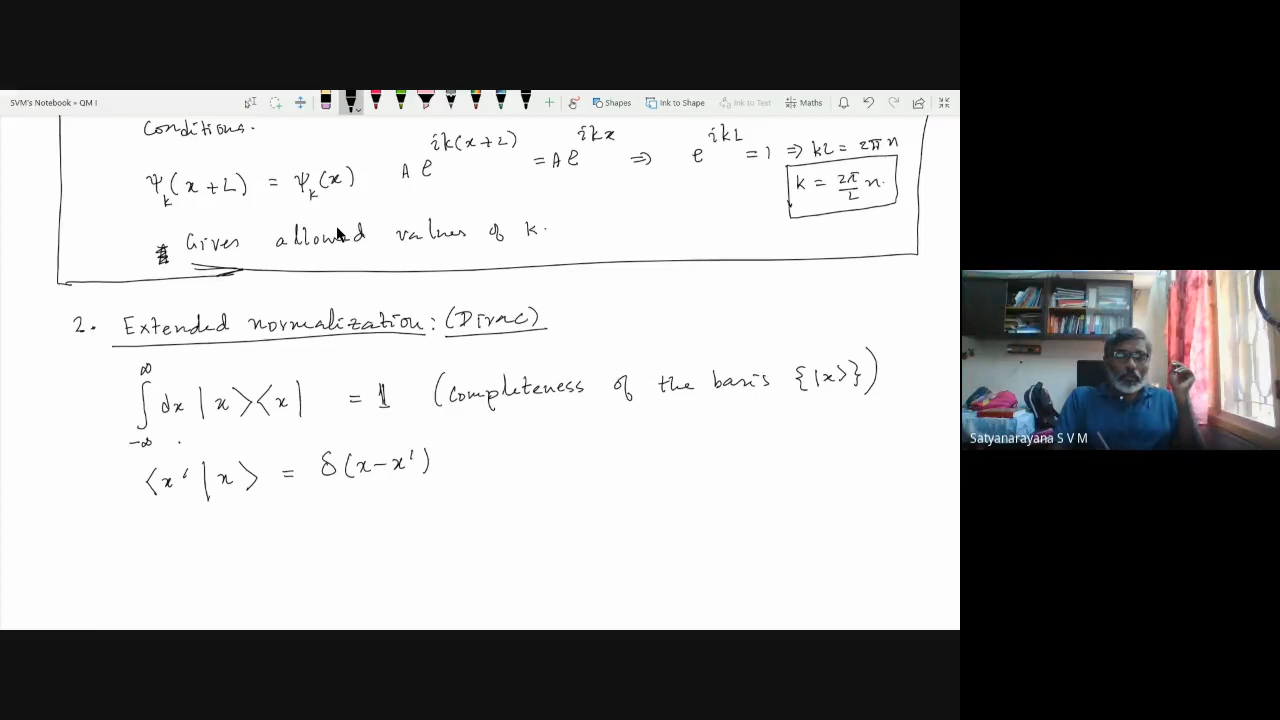 SVM's Notebook » QM I
Shapes Ink to Shape Ink to Text Maths
Conditions.
ψ_k(x+L) = ψ_k(x) A e^{ik(x+L)} = A e^{ikx} ⇒ e^{ikL} = 1 ⇒ kL = 2πn
k = 2π/L n.
* Gives allowed values of k.
2. Extended normalization: (Dirac)
∫_{-∞}^{∞} dx |x⟩⟨x| = 1 (Completeness of the basis {|x⟩})
⟨x'|x⟩ = δ(x-x')
Satyanarayana S V M